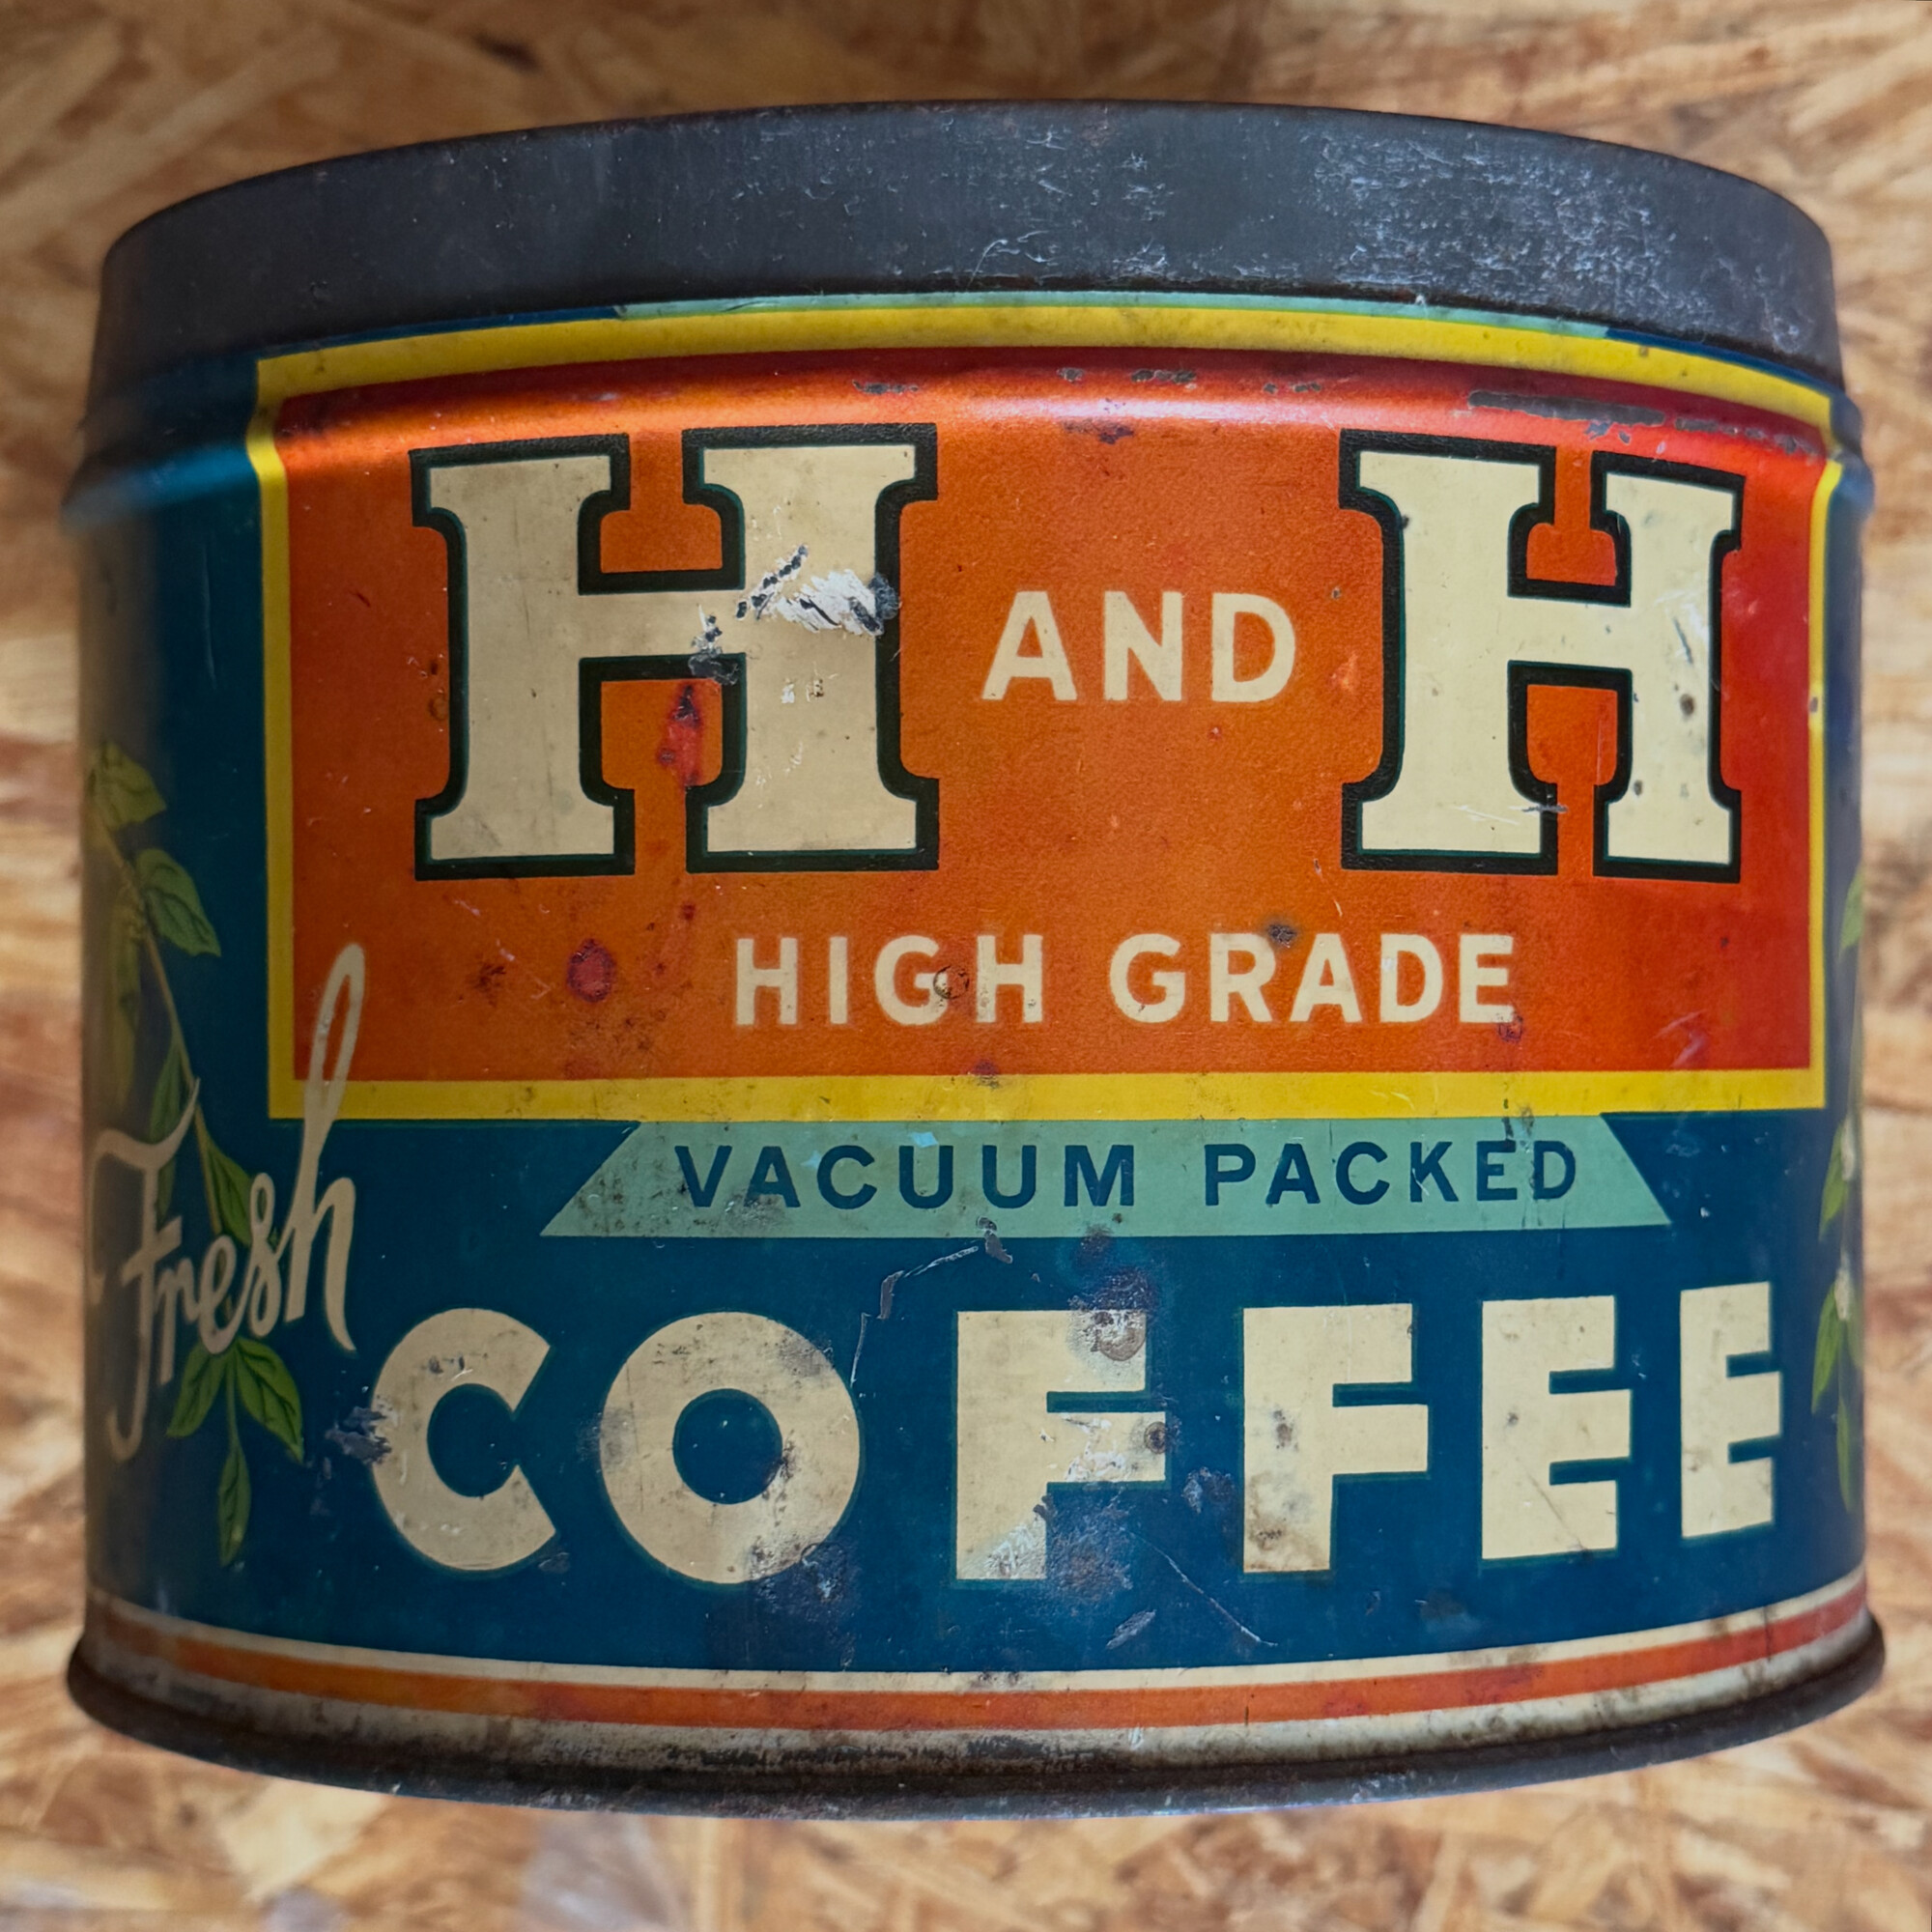 H AND H
HIGH GRADE
VACUUM PACKED
Fresh
COFFEE